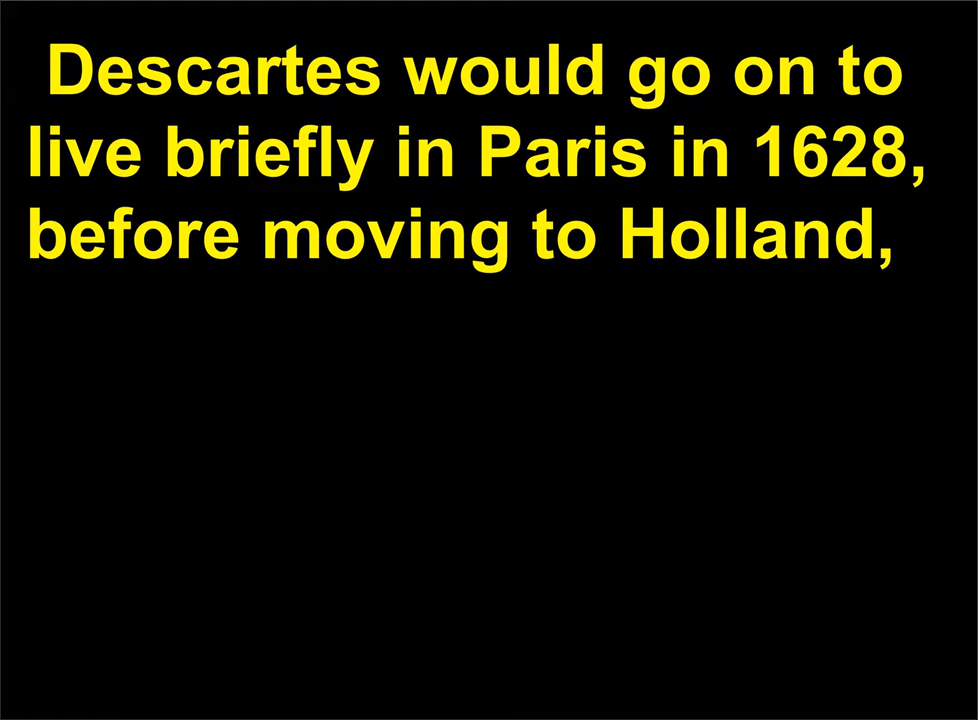 Descartes would go on to
live briefly in Paris in 1628,
before moving to Holland,